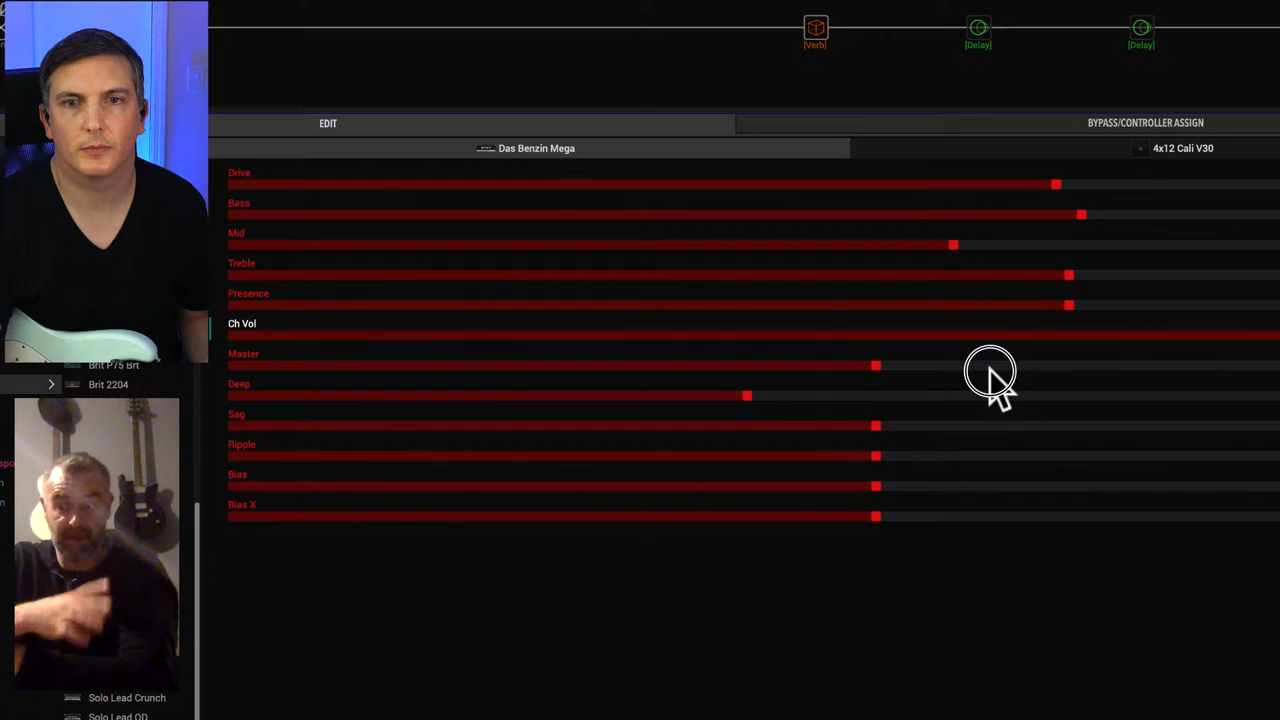 [Verb]
[Delay]
[Delay]
EDIT
BYPASS/CONTROLLER ASSIGN
Das Benzin Mega
4x12 Cali V30
Drive
Bass
Mid
Treble
Presence
Ch Vol
Master
Deep
Sag
Ripple
Bias
Bias X
Brit P75 Brt
Brit 2204
Solo Lead Crunch
Solo Lead OD